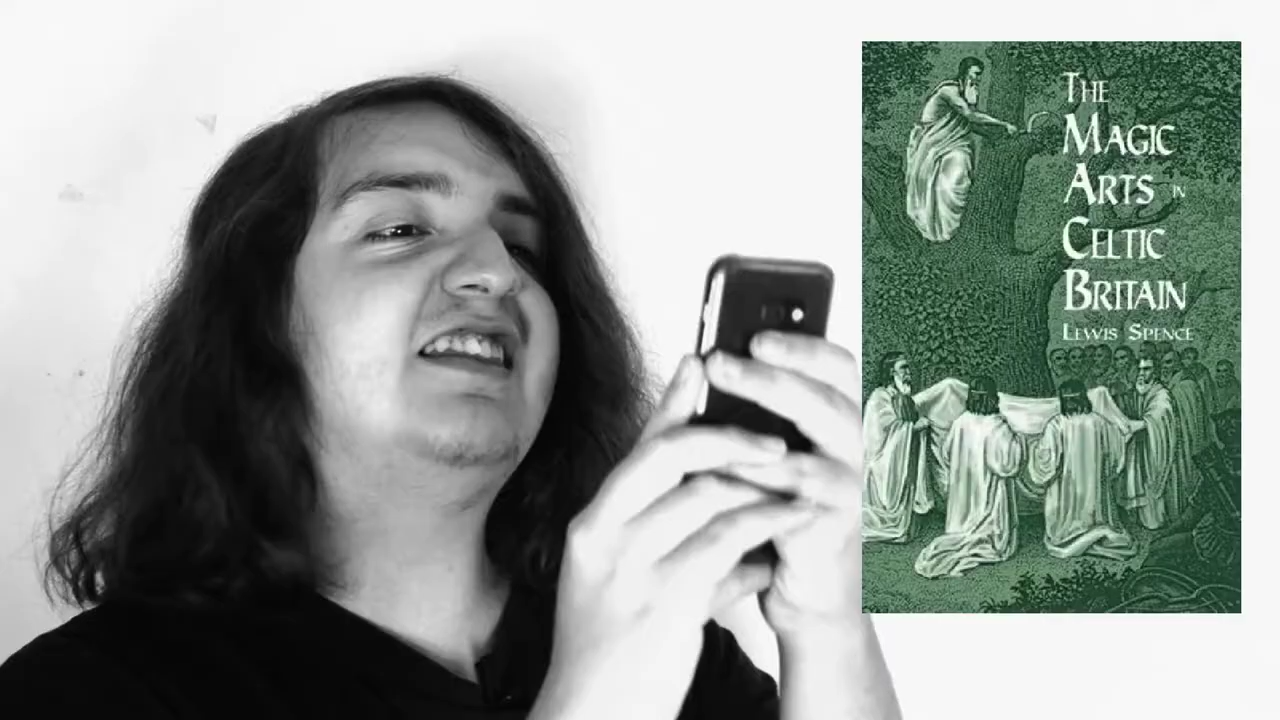 THE
MAGIC
ARTS IN
CELTIC
BRITAIN
LEWIS SPENCE